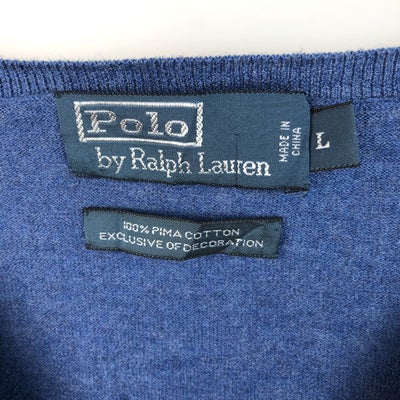 Polo
by Ralph Lauren
MADE IN
CHINA
L
100% PIMA COTTON
EXCLUSIVE OF DECORATION